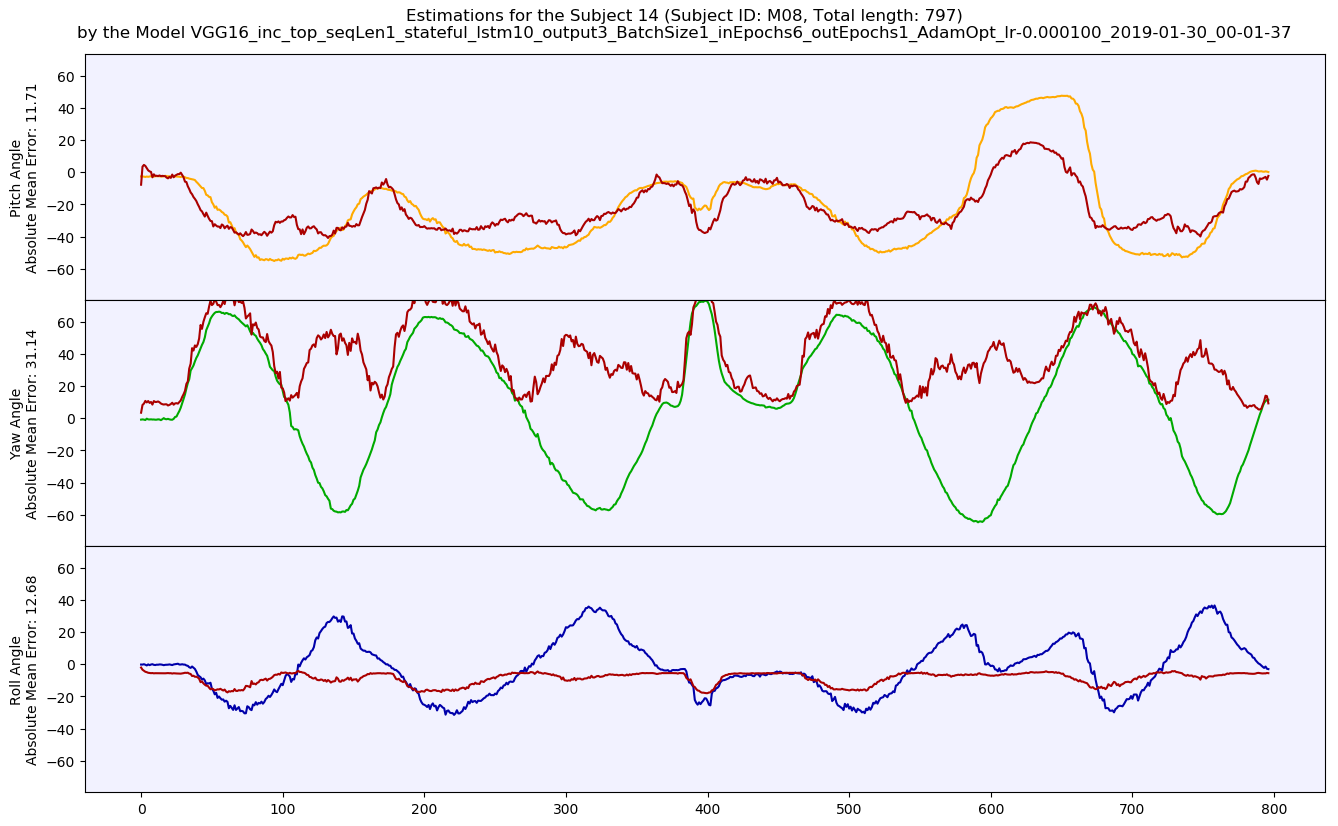 Estimations for the Subject 14 (Subject ID: M08, Total length: 797)
by the Model VGG16_inc_top_seqLen1_stateful_lstm10_output3_BatchSize1_inEpochs6_outEpochs1_AdamOpt_lr-0.000100_2019-01-30_00-01-37
Pitch Angle
Absolute Mean Error: 11.71
60
40
20
0
−20
−40
−60
Yaw Angle
Absolute Mean Error: 31.14
60
40
20
0
−20
−40
−60
Roll Angle
Absolute Mean Error: 12.68
60
40
20
0
−20
−40
−60
0 100 200 300 400 500 600 700 800